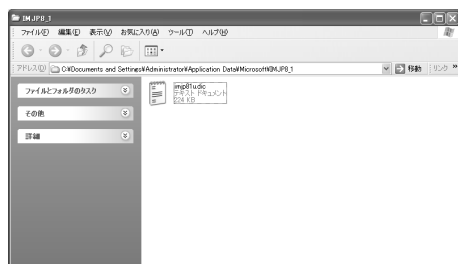 IMJP8_1
ファイル(F) 編集(E) 表示(V) お気に入り(A) ツール(T) ヘルプ(H)
アドレス(D) C:¥Documents and Settings¥Administrator¥Application Data¥Microsoft¥IMJP8_1 移動 リンク »
ファイルとフォルダのタスク
その他
詳細
imjp81u.dic
テキスト ドキュメント
224 KB